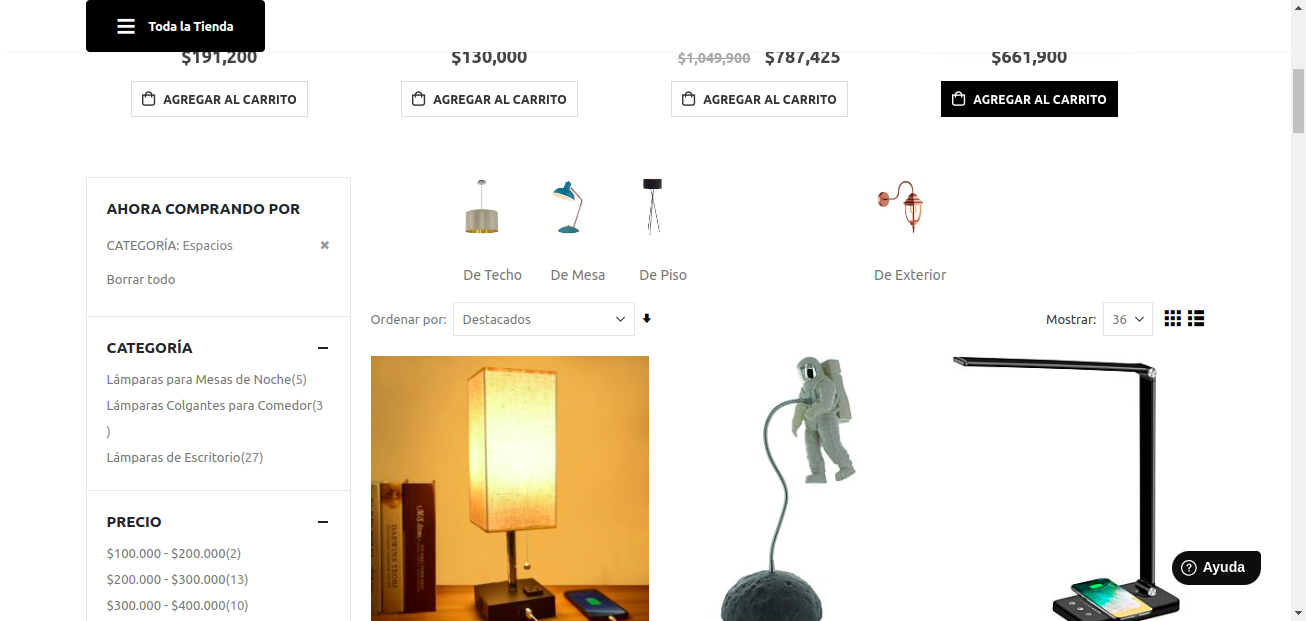 Toda la Tienda
$191,200
$130,000
$1,049,900 $787,425
$661,900
AGREGAR AL CARRITO
AGREGAR AL CARRITO
AGREGAR AL CARRITO
AGREGAR AL CARRITO
AHORA COMPRANDO POR
CATEGORÍA: Espacios
Borrar todo
CATEGORÍA
Lámparas para Mesas de Noche(5)
Lámparas Colgantes para Comedor(3
)
Lámparas de Escritorio(27)
PRECIO
$100.000 - $200.000(2)
$200.000 - $300.000(13)
$300.000 - $400.000(10)
De Techo
De Mesa
De Piso
De Exterior
Ordenar por: Destacados
Mostrar: 36
Ayuda